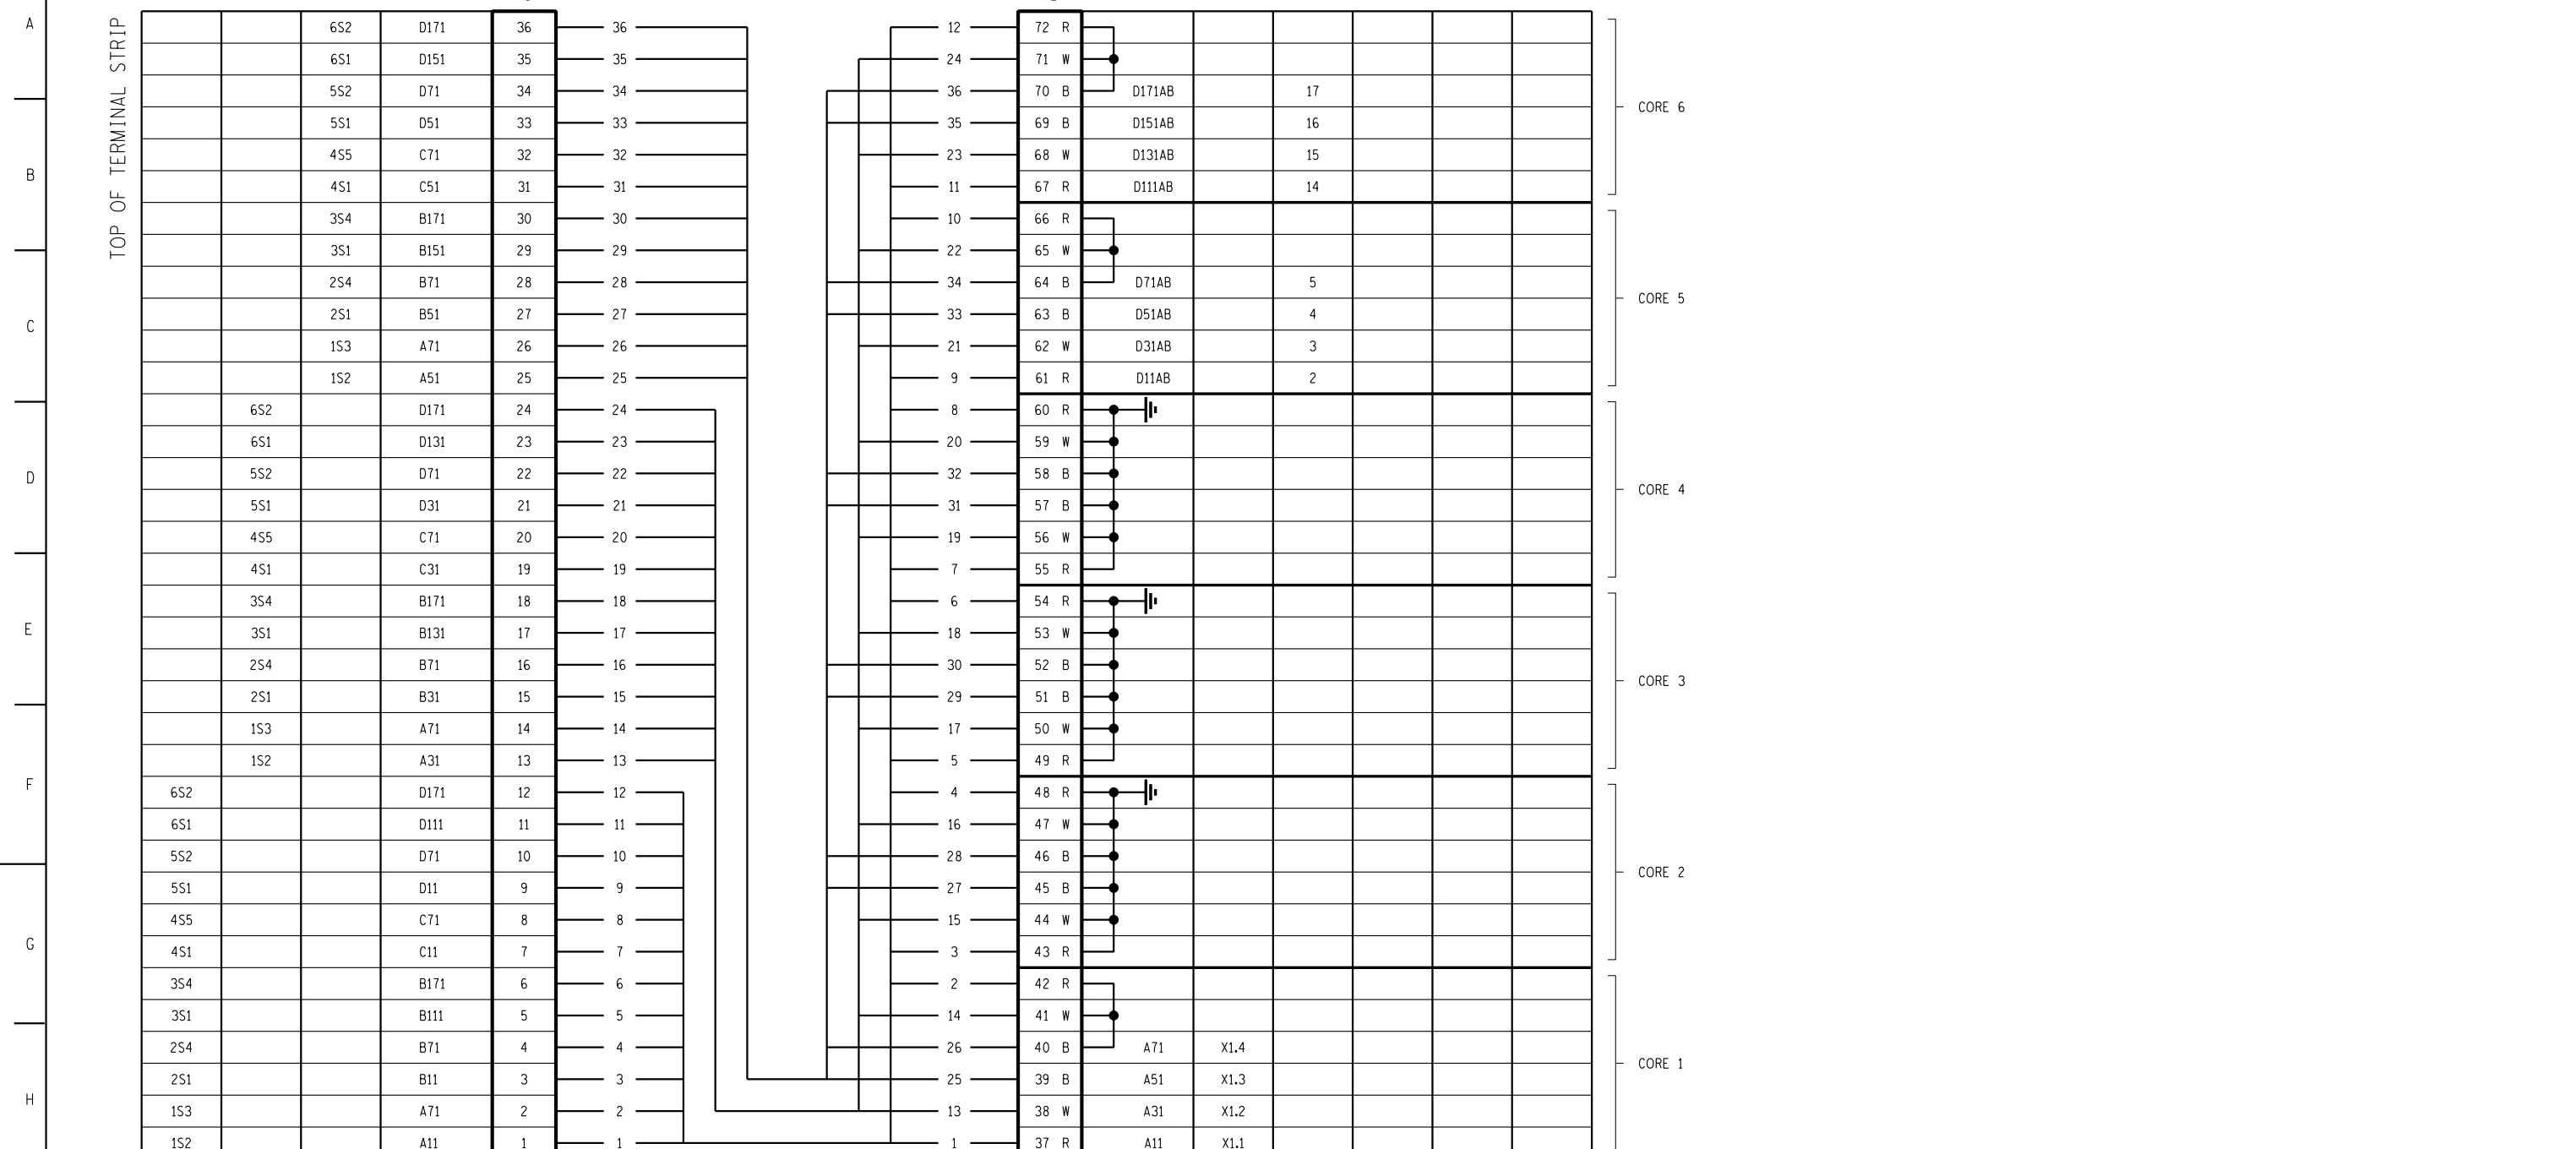 A
B
C
D
E
F
G
H
TOP OF TERMINAL STRIP
6S2 D171 36 36
6S1 D151 35 35
5S2 D71 34 34
5S1 D51 33 33
4S5 C71 32 32
4S1 C51 31 31
3S4 B171 30 30
3S1 B151 29 29
2S4 B71 28 28
2S1 B51 27 27
1S3 A71 26 26
1S2 A51 25 25
6S2 D171 24 24
6S1 D131 23 23
5S2 D71 22 22
5S1 D31 21 21
4S5 C71 20 20
4S1 C31 19 19
3S4 B171 18 18
3S1 B131 17 17
2S4 B71 16 16
2S1 B31 15 15
1S3 A71 14 14
1S2 A31 13 13
6S2 D171 12 12
6S1 D111 11 11
5S2 D71 10 10
5S1 D11 9 9
4S5 C71 8 8
4S1 C11 7 7
3S4 B171 6 6
3S1 B111 5 5
2S4 B71 4 4
2S1 B11 3 3
1S3 A71 2 2
1S2 A11 1 1
12 72 R
24 71 W
36 70 B D171AB 17
35 69 B D151AB 16
23 68 W D131AB 15
11 67 R D111AB 14
CORE 6
10 66 R
22 65 W
34 64 B D71AB 5
33 63 B D51AB 4
21 62 W D31AB 3
9 61 R D11AB 2
CORE 5
8 60 R
20 59 W
32 58 B
31 57 B
19 56 W
7 55 R
CORE 4
6 54 R
18 53 W
30 52 B
29 51 B
17 50 W
5 49 R
CORE 3
4 48 R
16 47 W
28 46 B
27 45 B
15 44 W
3 43 R
CORE 2
2 42 R
14 41 W
26 40 B A71 X1.4
25 39 B A51 X1.3
13 38 W A31 X1.2
1 37 R A11 X1.1
CORE 1